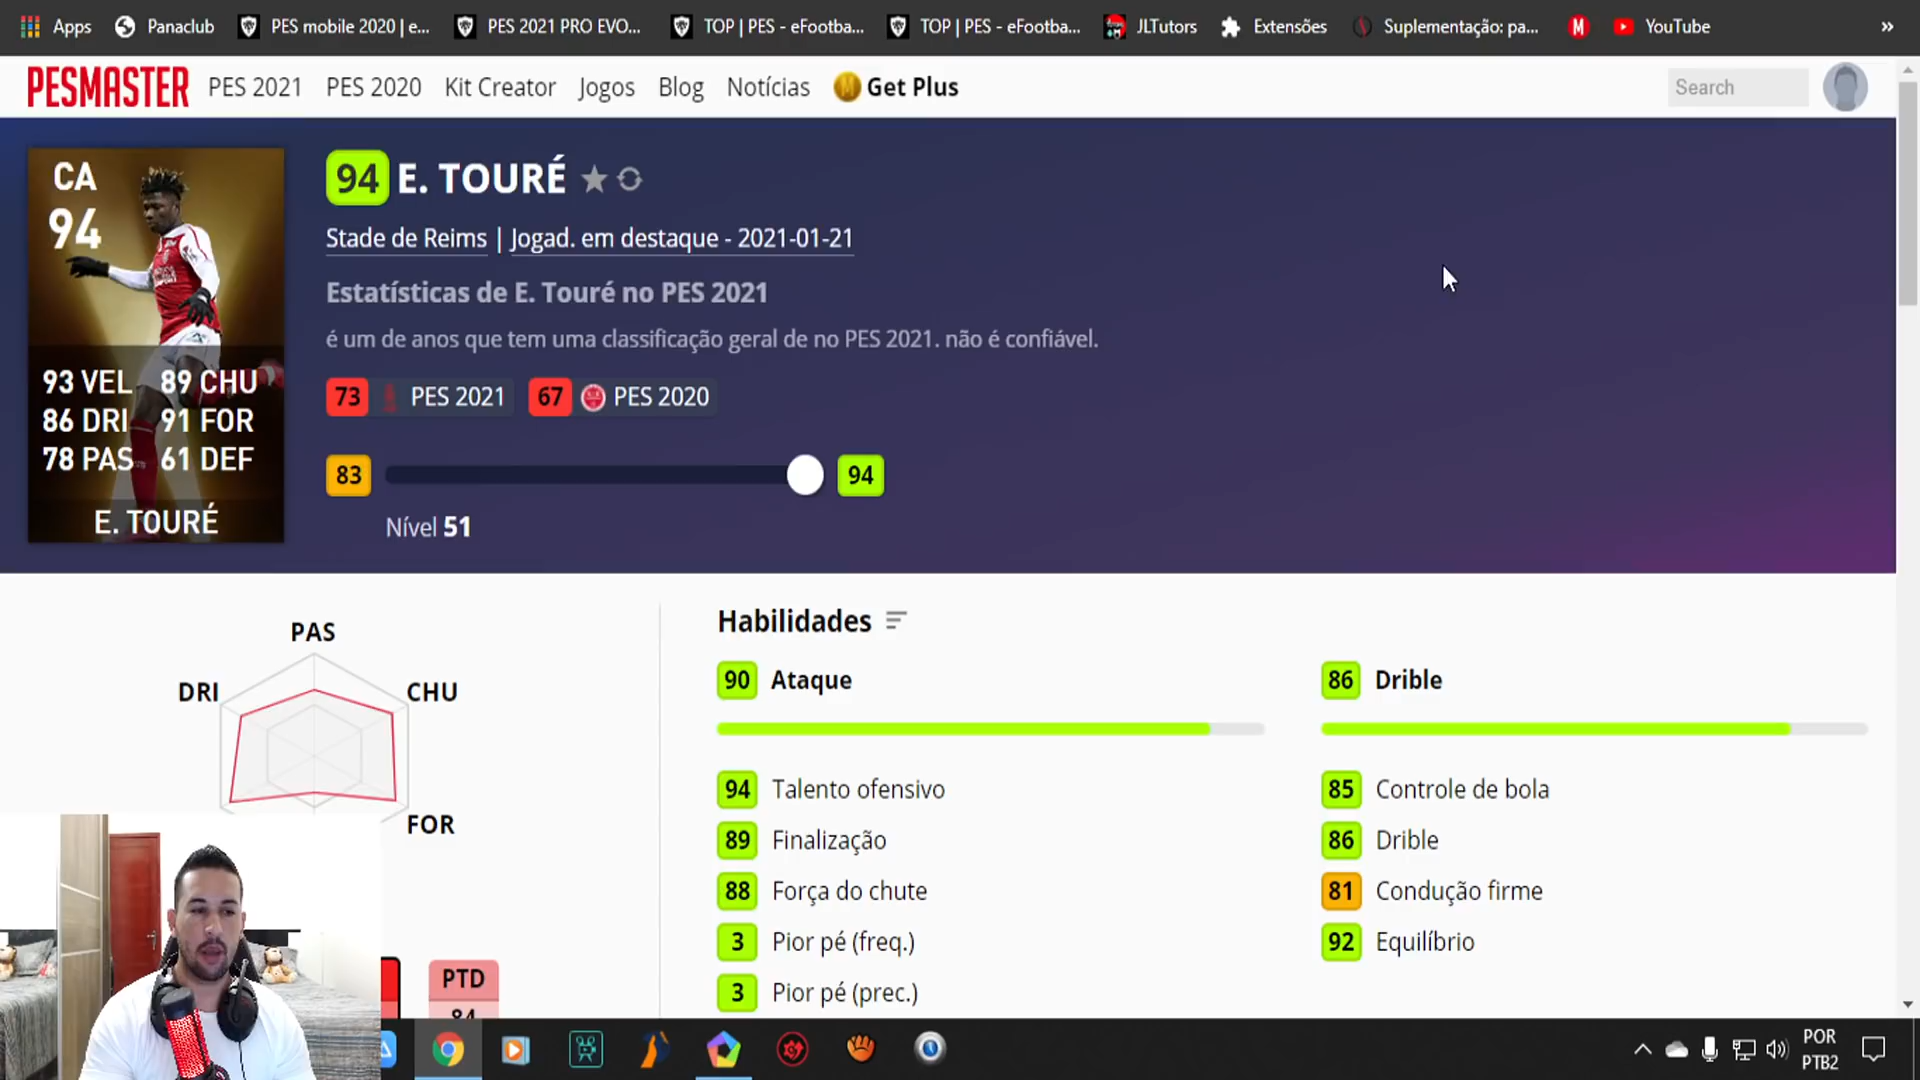 Apps
Panaclub
PES mobile 2020 | e...
PES 2021 PRO EVO...
TOP | PES - eFootba...
TOP | PES - eFootba...
JLTutors
Extensões
Suplementação: pa...
YouTube
»
PESMASTER
PES 2021
PES 2020
Kit Creator
Jogos
Blog
Notícias
Get Plus
Search
CA
94
93 VEL 89 CHU
86 DRI 91 FOR
78 PAS 61 DEF
E. TOURÉ
94 E. TOURÉ
Stade de Reims | Jogad. em destaque - 2021-01-21
Estatísticas de E. Touré no PES 2021
é um de anos que tem uma classificação geral de no PES 2021. não é confiável.
73 PES 2021 67 PES 2020
83 94
Nível 51
PAS
DRI
CHU
FOR
PTD
84
Habilidades
90 Ataque
94 Talento ofensivo
89 Finalização
88 Força do chute
3 Pior pé (freq.)
3 Pior pé (prec.)
86 Drible
85 Controle de bola
86 Drible
81 Condução firme
92 Equilíbrio
POR
PTB2